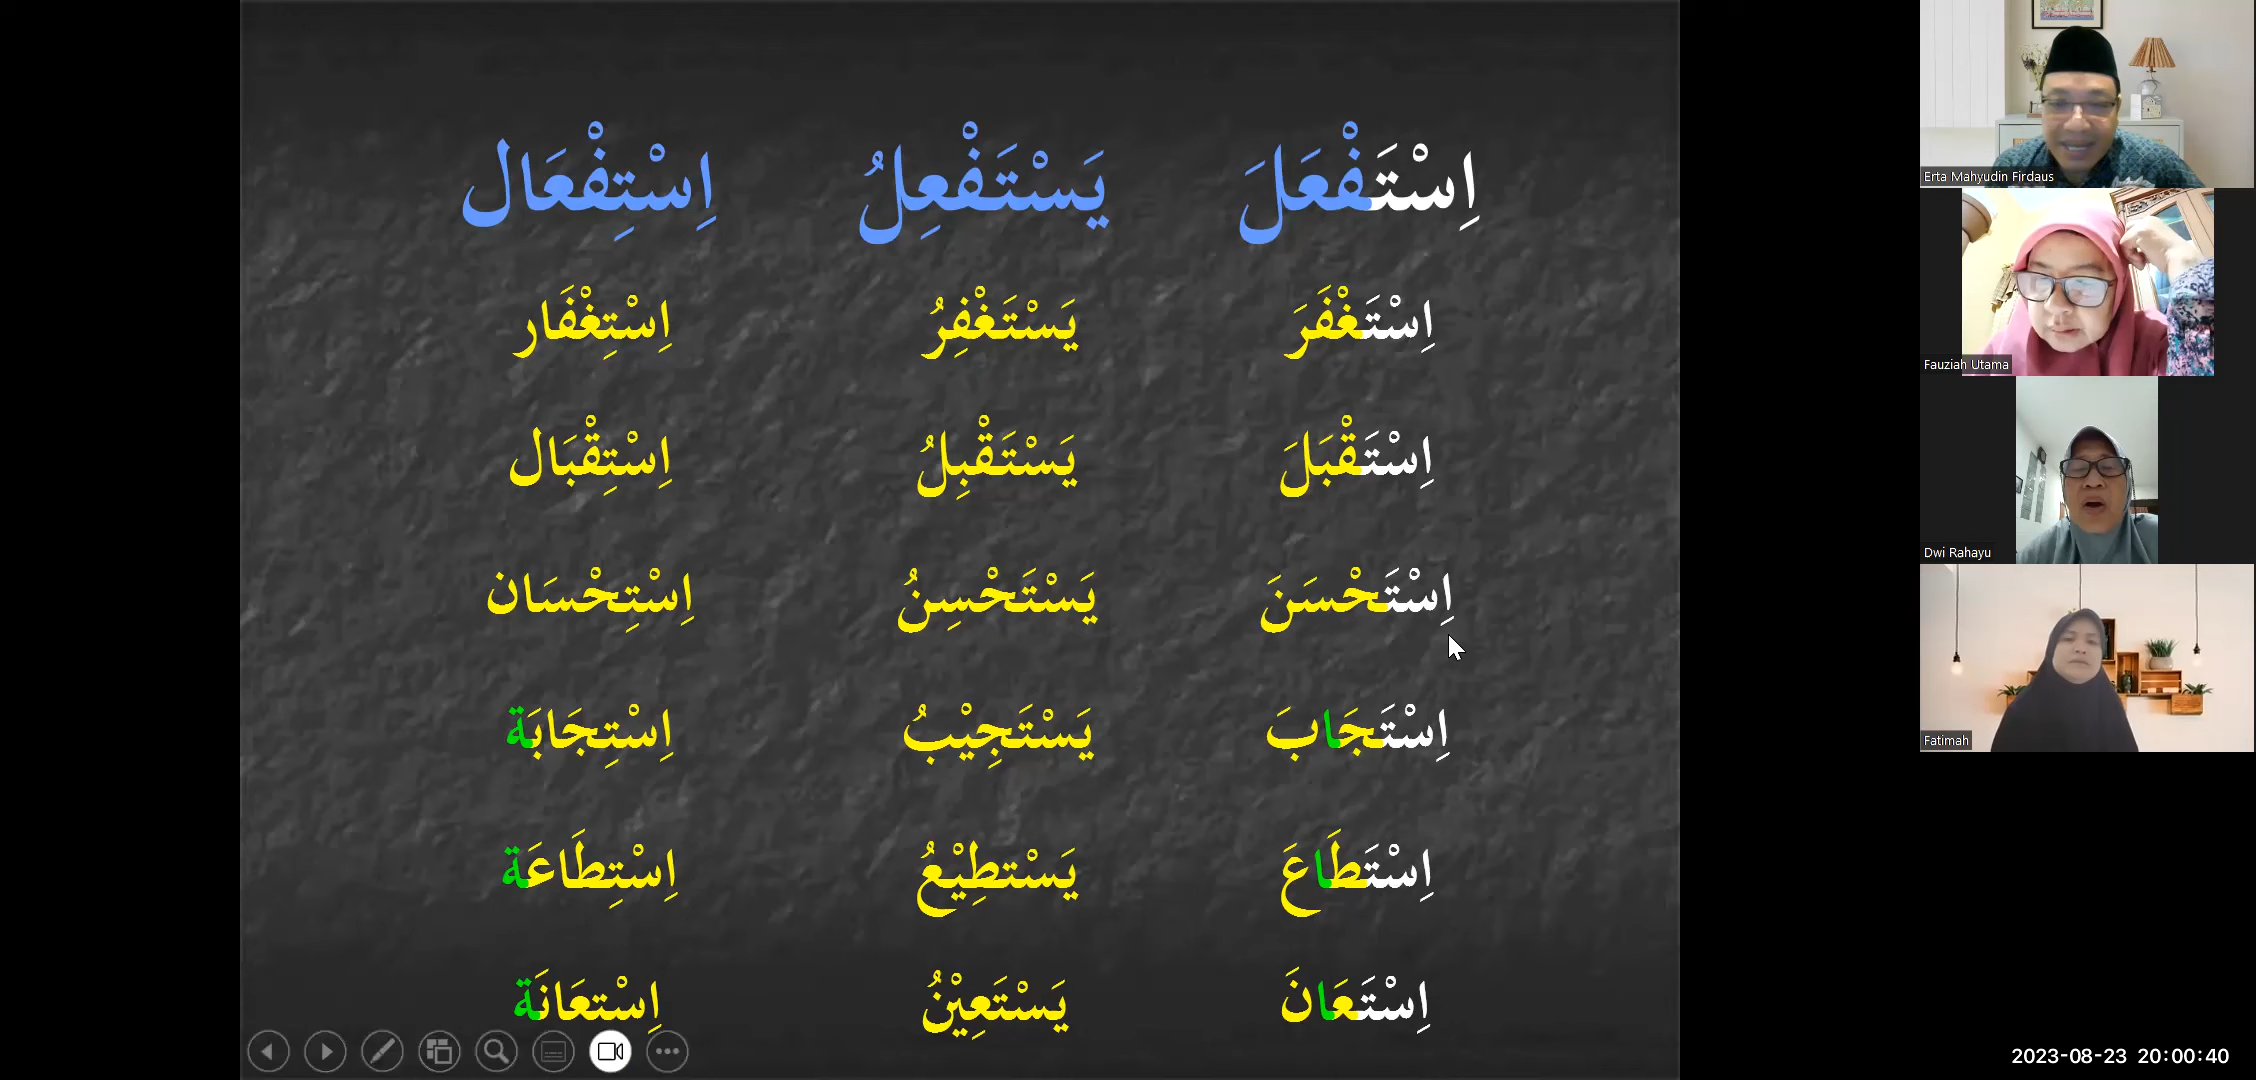 اِسْتَفْعَلَ يَسْتَفْعِلُ اِسْتِفْعَال
اِسْتَغْفَرَ يَسْتَغْفِرُ اِسْتِغْفَار
اِسْتَقْبَلَ يَسْتَقْبِلُ اِسْتِقْبَال
اِسْتَحْسَنَ يَسْتَحْسِنُ اِسْتِحْسَان
اِسْتَجَابَ يَسْتَجِيْبُ اِسْتِجَابَة
اِسْتَطَاعَ يَسْتطِيْعُ اِسْتِطَاعَة
اِسْتَعَانَ يَسْتَعِيْنُ اِسْتِعَانَة
Erta Mahyudin Firdaus
Fauziah Utama
Dwi Rahayu
Fatimah
2023-08-23 20:00:40